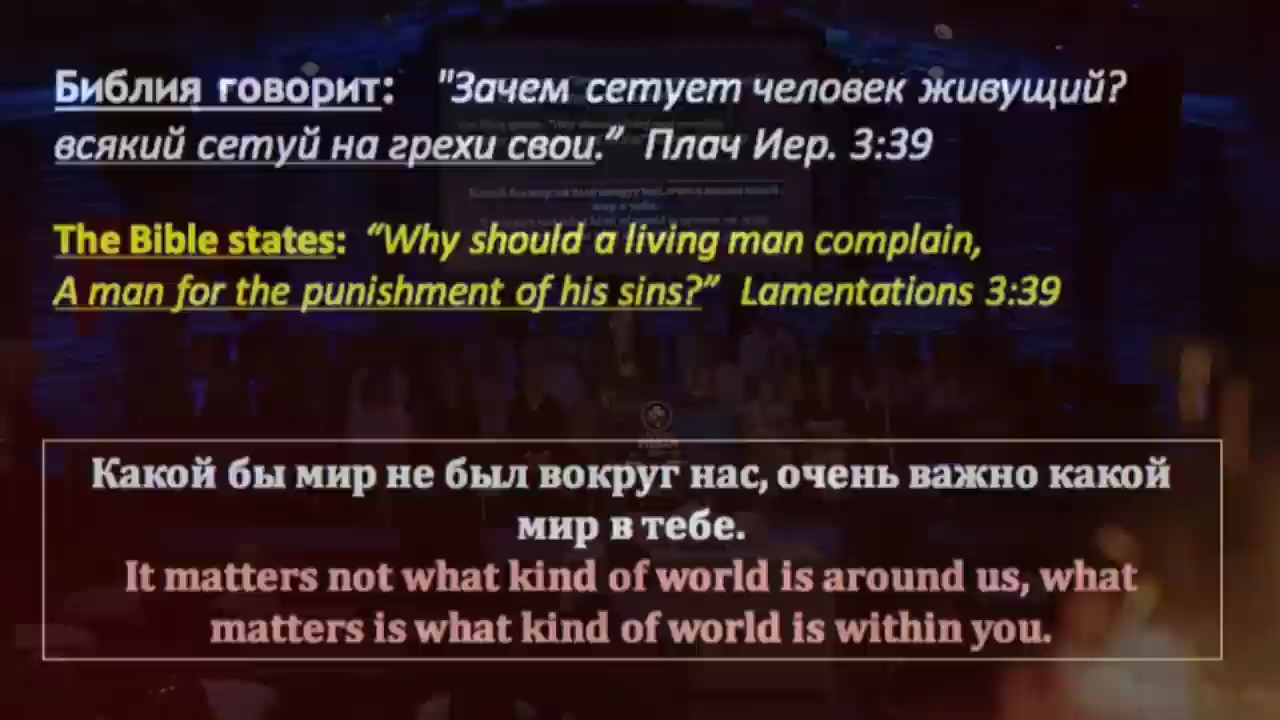 Библия говорит: "Зачем сетует человек живущий?
всякий сетуй на грехи свои.” Плач Иер. 3:39
The Bible states: “Why should a living man complain,
A man for the punishment of his sins?” Lamentations 3:39
Какой бы мир не был вокруг нас, очень важно какой
мир в тебе.
It matters not what kind of world is around us, what
matters is what kind of world is within you.